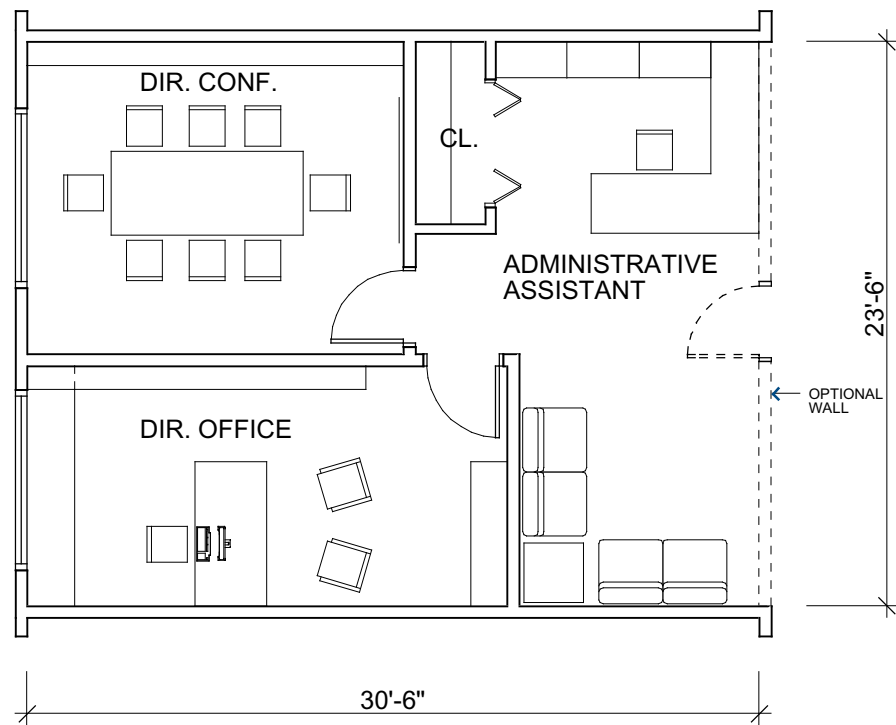 DIR. CONF.
CL.
ADMINISTRATIVE
ASSISTANT
23'-6"
OPTIONAL
WALL
DIR. OFFICE
30'-6"